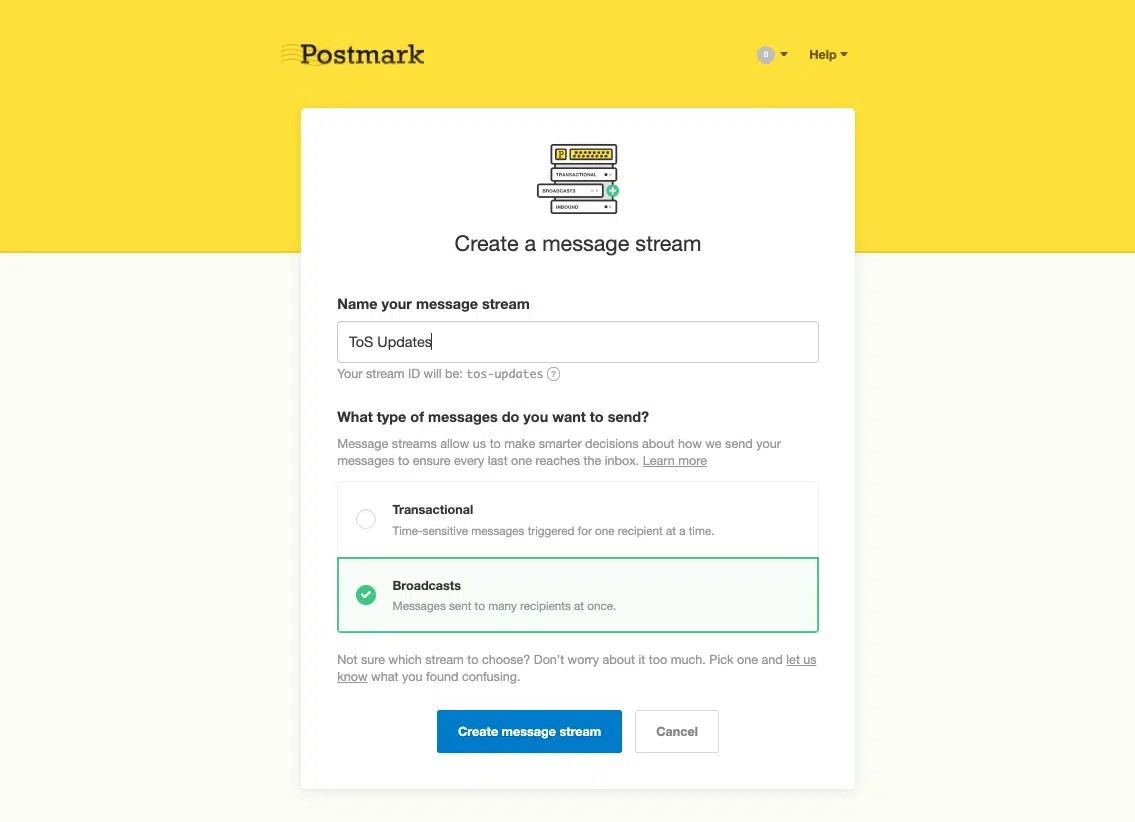 Postmark
B
Help
P
TRANSACTIONAL
BROADCASTS
INBOUND
Create a message stream
Name your message stream
ToS Updates
Your stream ID will be: tos-updates ?
What type of messages do you want to send?
Message streams allow us to make smarter decisions about how we send your
messages to ensure every last one reaches the inbox. Learn more
Transactional
Time-sensitive messages triggered for one recipient at a time.
Broadcasts
Messages sent to many recipients at once.
Not sure which stream to choose? Don’t worry about it too much. Pick one and let us
know what you found confusing.
Create message stream
Cancel